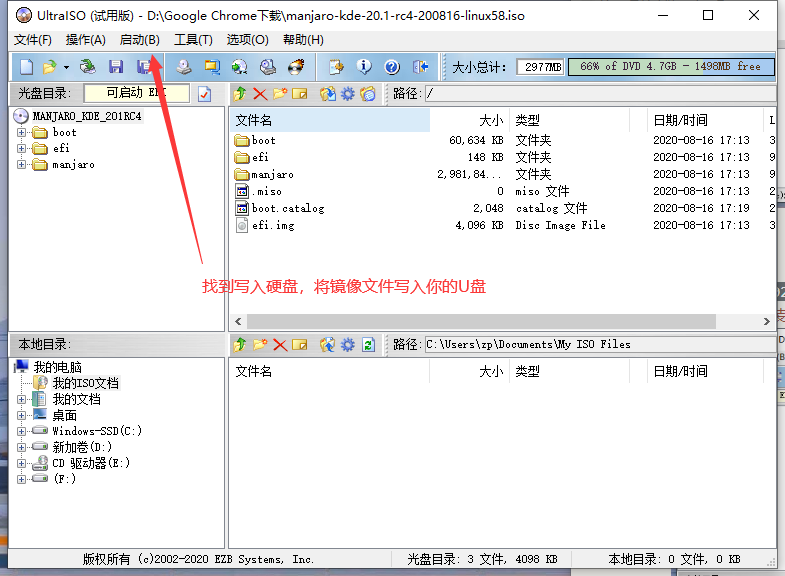 UltraISO (试用版) - D:\Google Chrome下载\manjaro-kde-20.1-rc4-200816-linux58.iso
文件(F) 操作(A) 启动(B) 工具(T) 选项(O) 帮助(H)
大小总计: 2977MB 66% of DVD 4.7GB - 1498MB free
光盘目录: 可启动 EFI 路径: /
MANJARO_KDE_201RC4
boot
efi
manjaro
文件名 大小 类型 日期/时间 L
boot 60,634 KB 文件夹 2020-08-16 17:13 3
efi 148 KB 文件夹 2020-08-16 17:13 9
manjaro 2,981,84... 文件夹 2020-08-16 17:13 9
.miso 0 miso 文件 2020-08-16 17:13 2
boot.catalog 2,048 catalog 文件 2020-08-16 17:19 2
efi.img 4,096 KB Disc Image File 2020-08-16 17:13 3
找到写入硬盘，将镜像文件写入你的U盘
本地目录: 路径: C:\Users\zp\Documents\My ISO Files
我的电脑
我的ISO文档
我的文档
桌面
Windows-SSD(C:)
新加卷(D:)
CD 驱动器(E:)
(F:)
文件名 大小 类型 日期/时间
版权所有 (c)2002-2020 EZB Systems, Inc. 光盘目录: 3 文件, 4098 KB 本地目录: 0 文件, 0 KB